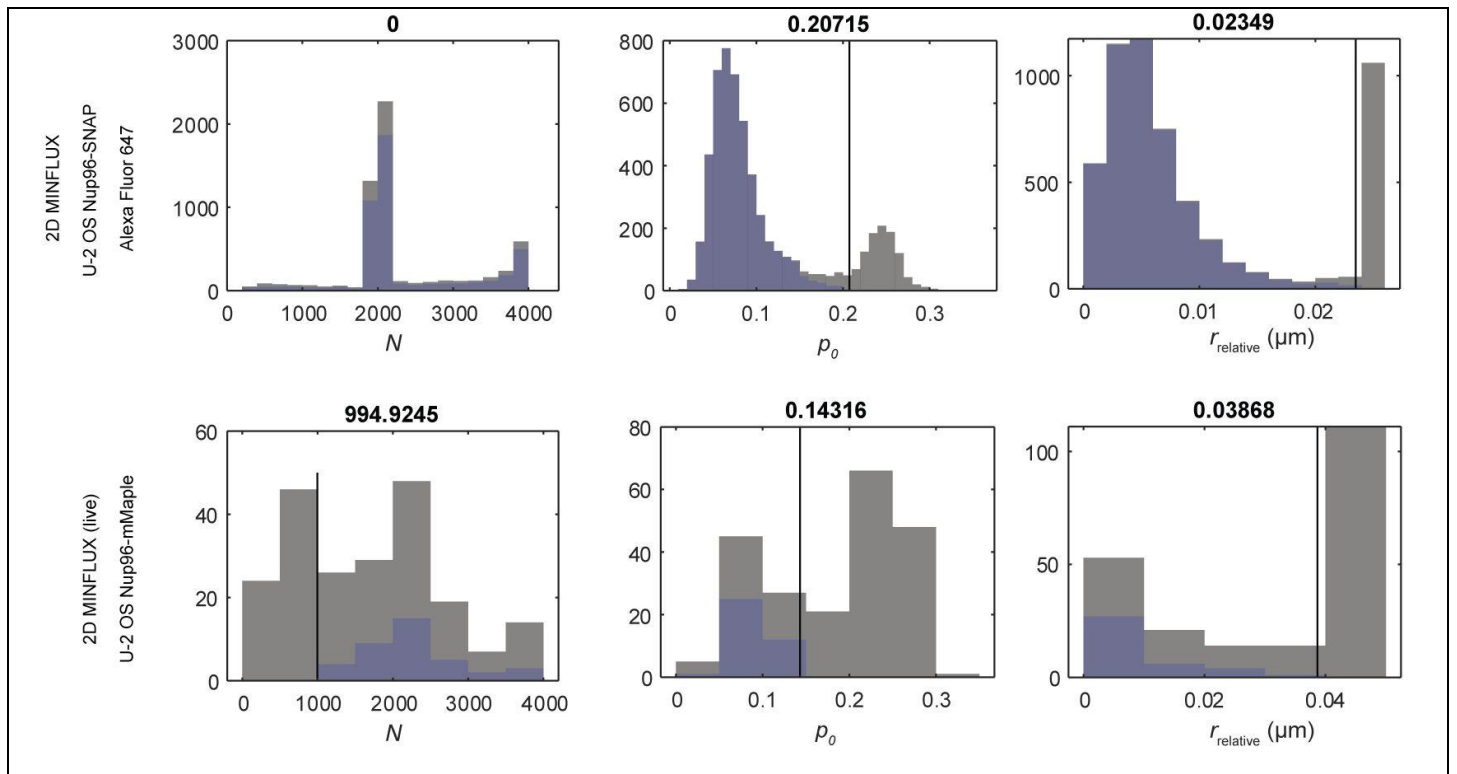 2D MINFLUX
U-2 OS Nup96-SNAP
Alexa Fluor 647
0
3000
2000
1000
0
0 1000 2000 3000 4000
N
0.20715
800
600
400
200
0
0 0.1 0.2 0.3
p0
0.02349
1000
500
0
0 0.01 0.02
rrelative (µm)
2D MINFLUX (live)
U-2 OS Nup96-mMaple
994.9245
60
40
20
0
0 1000 2000 3000 4000
N
0.14316
80
60
40
20
0
0 0.1 0.2 0.3
p0
0.03868
100
50
0
0 0.02 0.04
rrelative (µm)